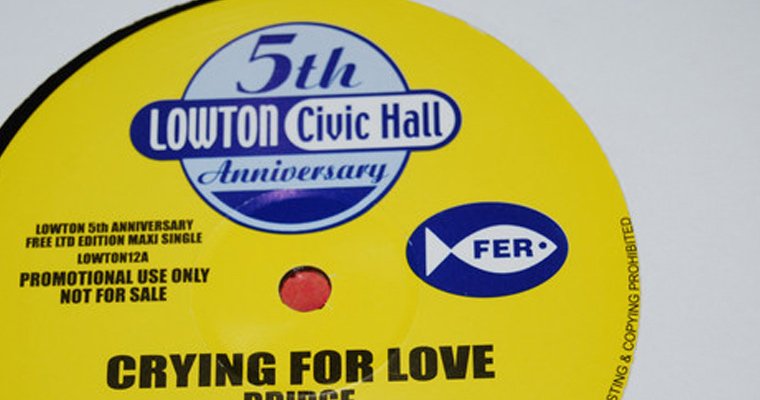 5th
LOWTON Civic Hall
Anniversary
LOWTON 5th ANNIVERSARY
FREE LTD EDITION MAXI SINGLE
LOWTON12A
PROMOTIONAL USE ONLY
NOT FOR SALE
FER
CRYING FOR LOVE
BRIDGE
& COPYING PROHIBITED